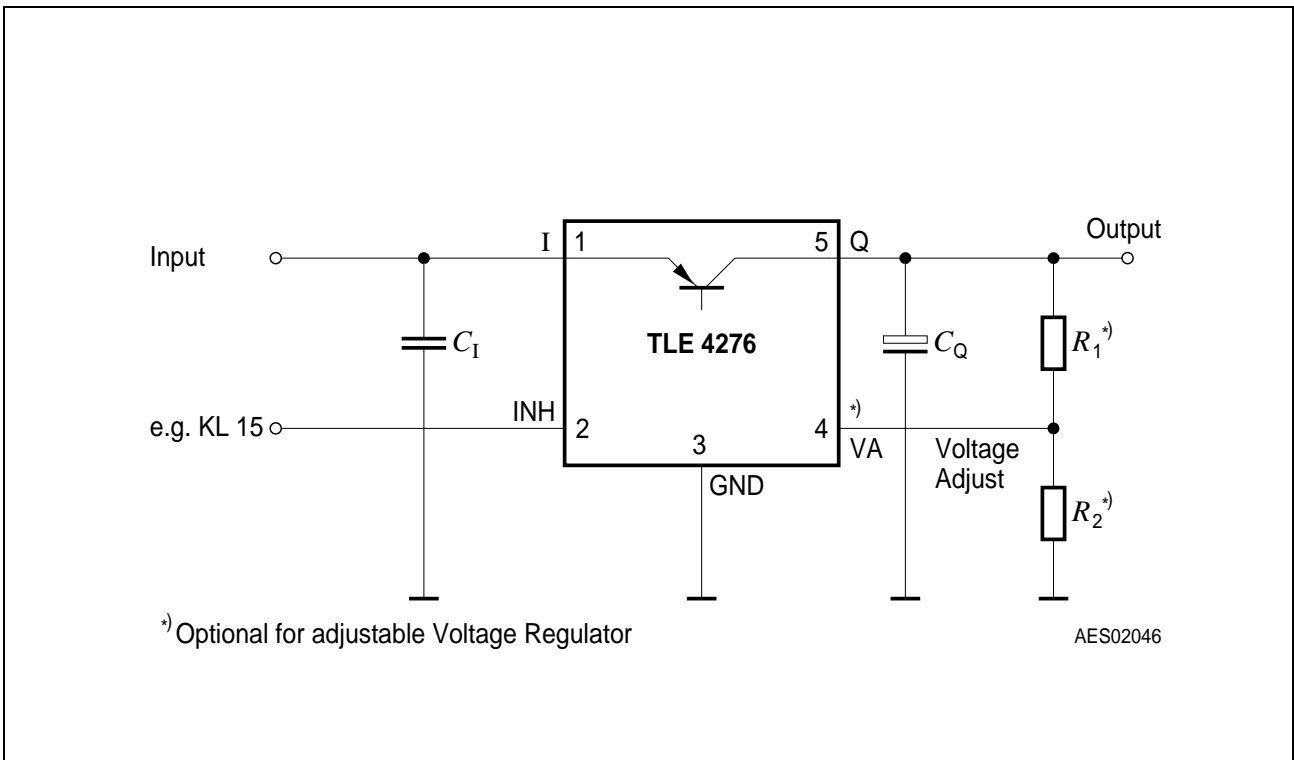 Input
I
1
5
Q
Output
C_I
TLE 4276
C_Q
R_1 *)
e.g. KL 15
INH
2
3
4
*)
VA
Voltage
Adjust
GND
R_2 *)
*) Optional for adjustable Voltage Regulator
AES02046